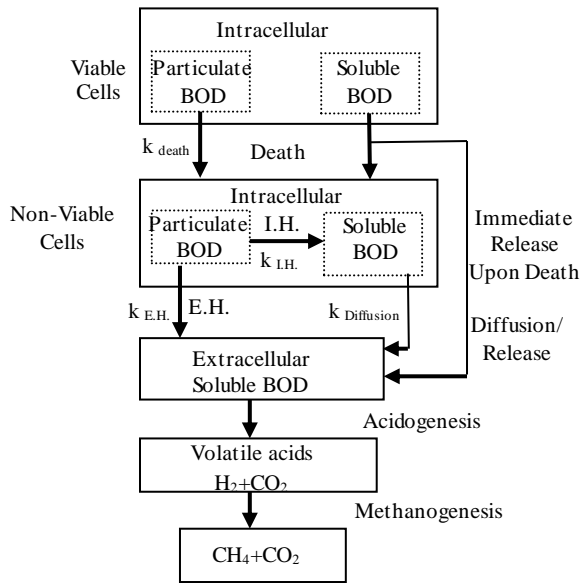 Intracellular
Viable
Cells
Particulate
BOD
Soluble
BOD
k death
Death
Non-Viable
Cells
Intracellular
Particulate
BOD
I.H.
k I.H.
Soluble
BOD
Immediate
Release
Upon Death
k E.H.
E.H.
k Diffusion
Diffusion/
Release
Extracellular
Soluble BOD
Acidogenesis
Volatile acids
H2+CO2
Methanogenesis
CH4+CO2